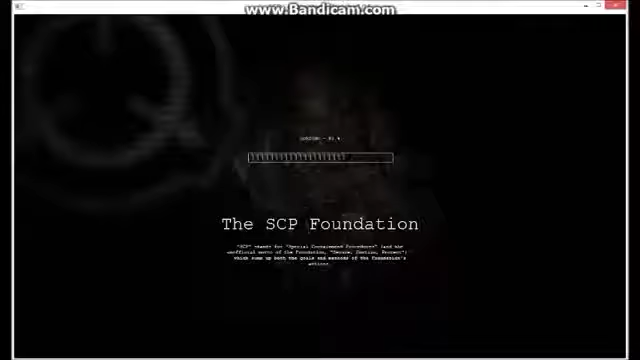 www.Bandicam.com
LOADING - 
The SCP Foundation
"SCP" stands for "Special Containment Procedures" (and the
unofficial motto of the Foundation, "Secure, Contain, Protect")
which sums up both the goals and methods of the Foundation's
actions.